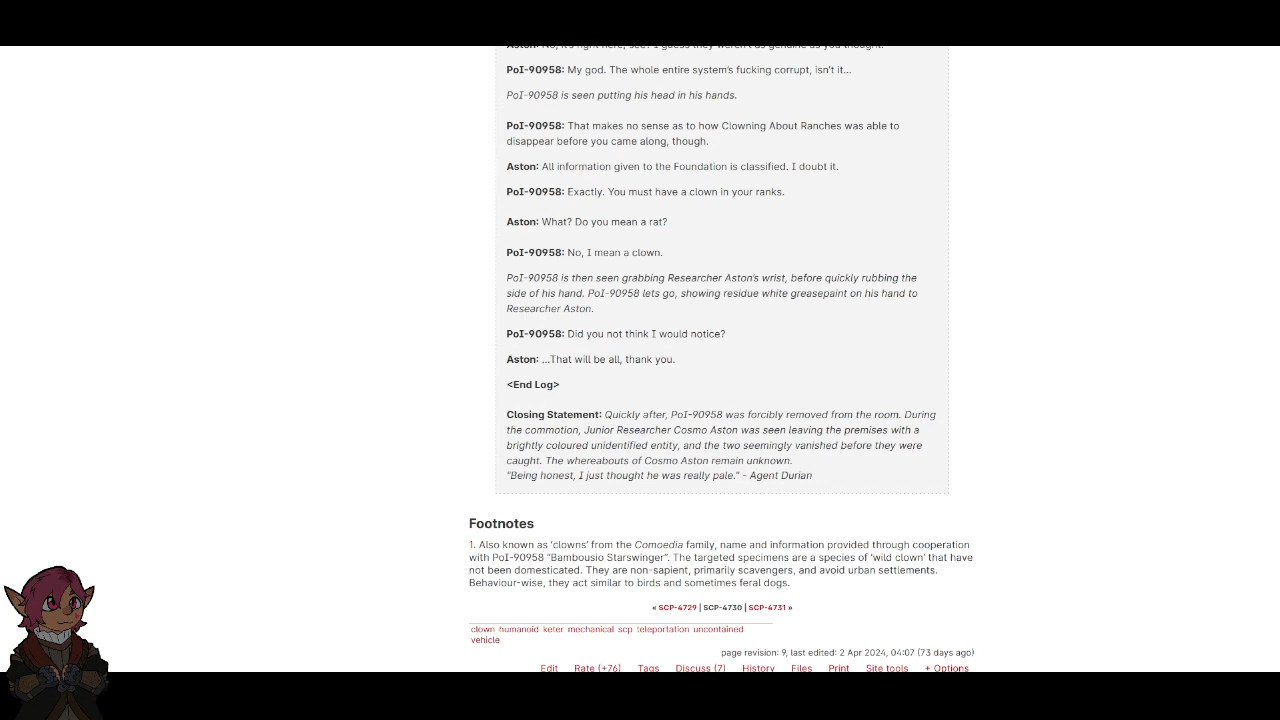 Aston: No, it's right here, see? I guess they weren't as genuine as you thought.
PoI-90958: My god. The whole entire system's fucking corrupt, isn't it...
PoI-90958 is seen putting his head in his hands.
PoI-90958: That makes no sense as to how Clowning About Ranches was able to
disappear before you came along, though.
Aston: All information given to the Foundation is classified. I doubt it.
PoI-90958: Exactly. You must have a clown in your ranks.
Aston: What? Do you mean a rat?
PoI-90958: No, I mean a clown.
PoI-90958 is then seen grabbing Researcher Aston's wrist, before quickly rubbing the
side of his hand. PoI-90958 lets go, showing residue white greasepaint on his hand to
Researcher Aston.
PoI-90958: Did you not think I would notice?
Aston: ...That will be all, thank you.
<End Log>
Closing Statement: Quickly after, PoI-90958 was forcibly removed from the room. During
the commotion, Junior Researcher Cosmo Aston was seen leaving the premises with a
brightly coloured unidentified entity, and the two seemingly vanished before they were
caught. The whereabouts of Cosmo Aston remain unknown.
"Being honest, I just thought he was really pale." - Agent Durian
Footnotes
1. Also known as 'clowns' from the Comoedia family, name and information provided through cooperation
with PoI-90958 "Bambousio Starswinger". The targeted specimens are a species of 'wild clown' that have
not been domesticated. They are non-sapient, primarily scavengers, and avoid urban settlements.
Behaviour-wise, they act similar to birds and sometimes feral dogs.
« SCP-4729 | SCP-4730 | SCP-4731 »
clown humanoid keter mechanical scp teleportation uncontained
vehicle
page revision: 9, last edited: 2 Apr 2024, 04:07 (73 days ago)
Edit Rate (+76) Tags Discuss (7) History Files Print Site tools + Options